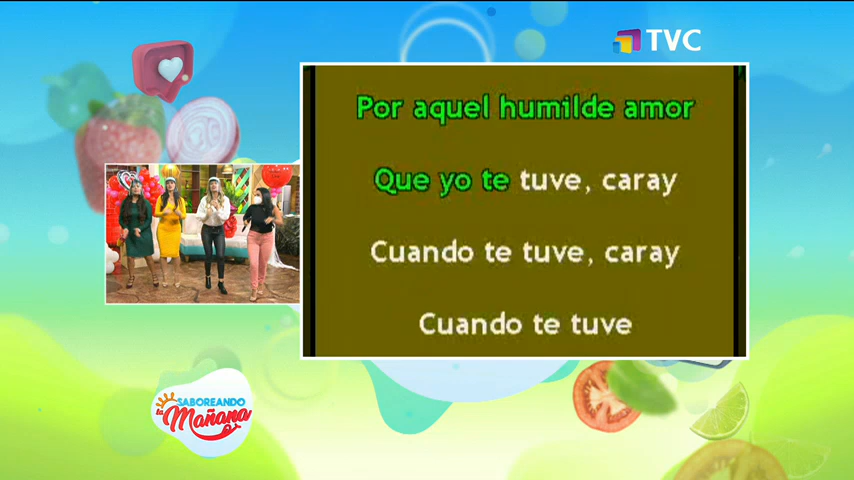 TVC
Por aquel humilde amor
Que yo te tuve, caray
Cuando te tuve, caray
Cuando te tuve
SABOREANDO
la
Mañana